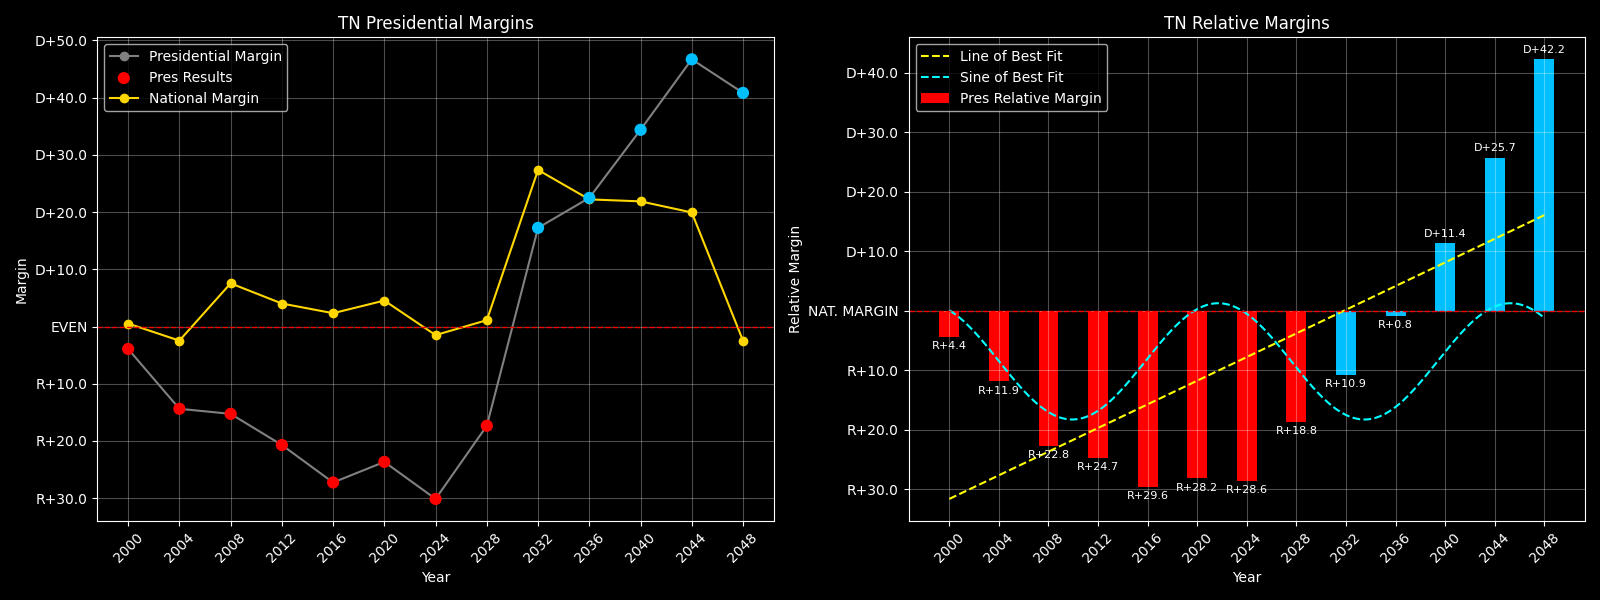 TN Presidential Margins
Presidential Margin
Pres Results
National Margin
D+50.0
D+40.0
D+30.0
D+20.0
D+10.0
EVEN
R+10.0
R+20.0
R+30.0
Margin
2000
2004
2008
2012
2016
2020
2024
2028
2032
2036
2040
2044
2048
Year
TN Relative Margins
Line of Best Fit
Sine of Best Fit
Pres Relative Margin
D+40.0
D+30.0
D+20.0
D+10.0
NAT. MARGIN
R+10.0
R+20.0
R+30.0
Relative Margin
R+4.4
R+11.9
R+22.8
R+24.7
R+29.6
R+28.2
R+28.6
R+18.8
R+10.9
R+0.8
D+11.4
D+25.7
D+42.2
2000
2004
2008
2012
2016
2020
2024
2028
2032
2036
2040
2044
2048
Year